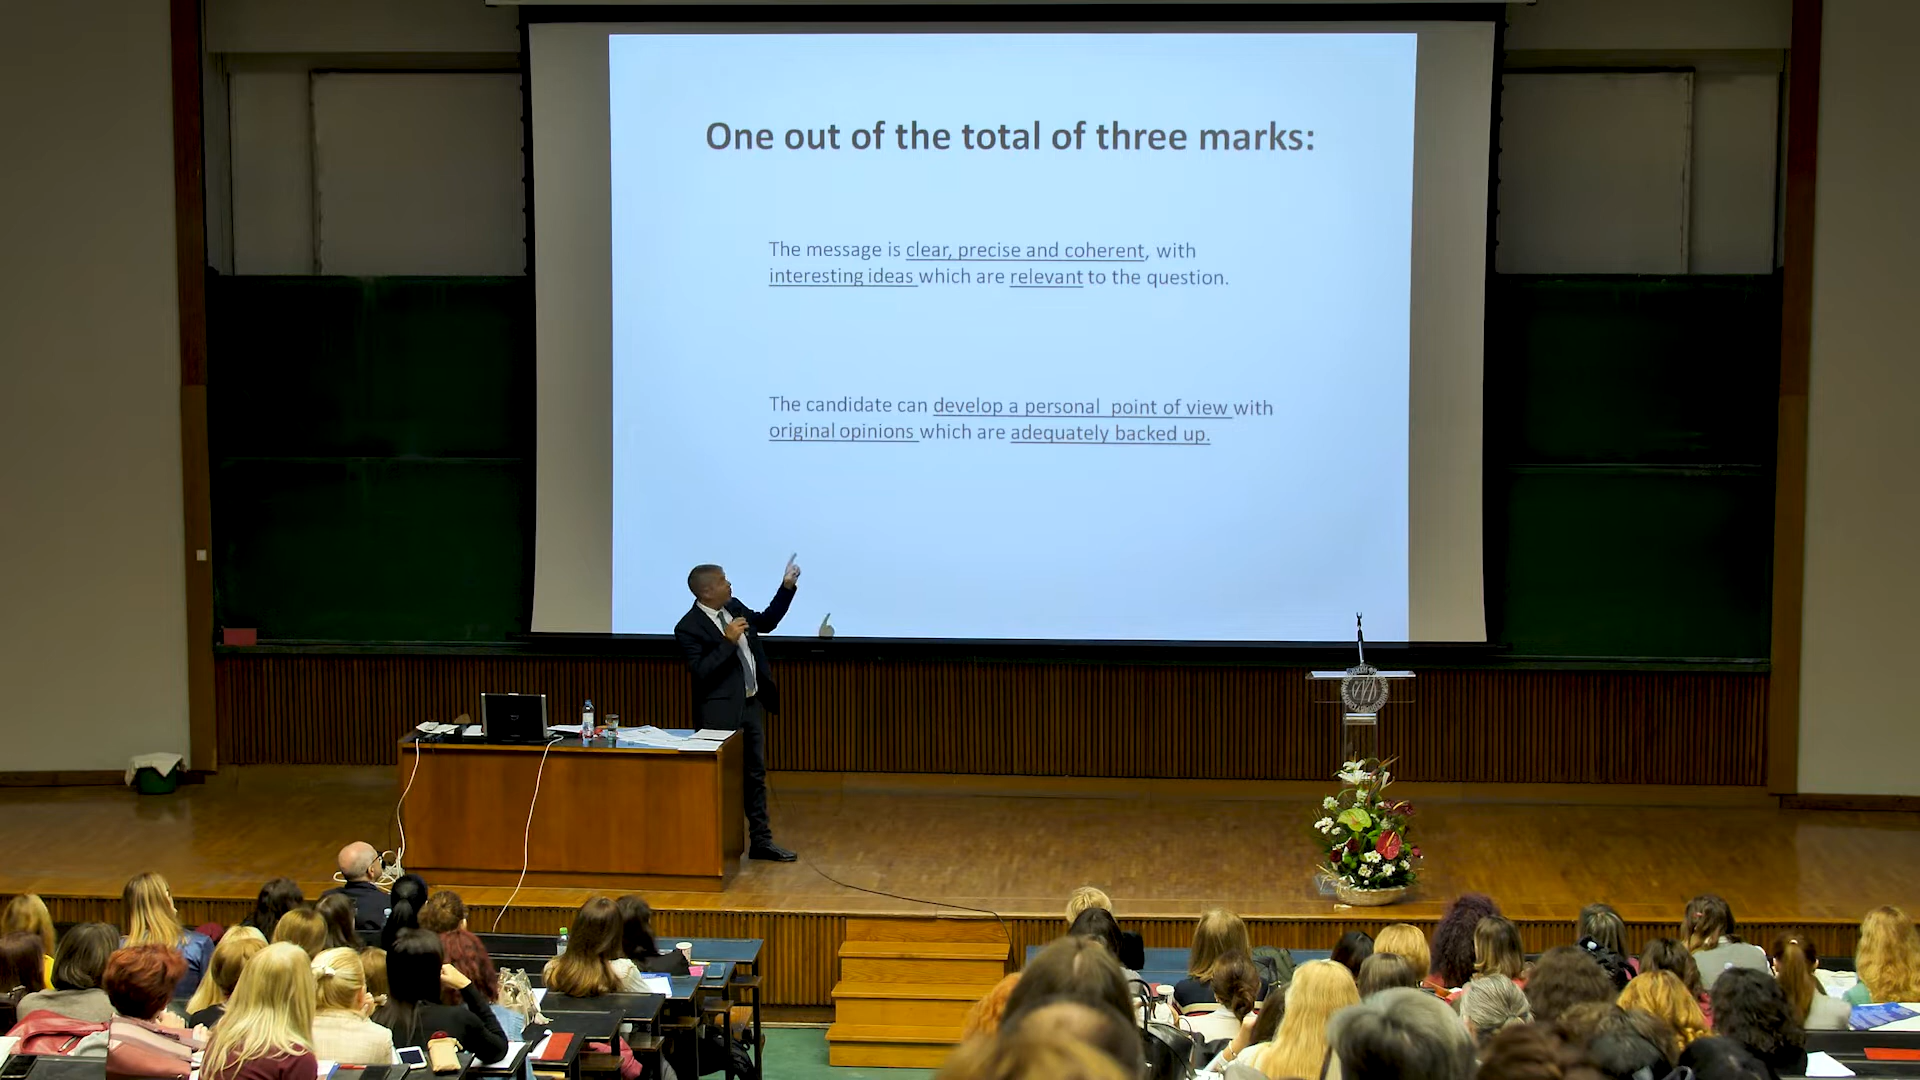 One out of the total of three marks:
The message is clear, precise and coherent, with
interesting ideas which are relevant to the question.
The candidate can develop a personal point of view with
original opinions which are adequately backed up.